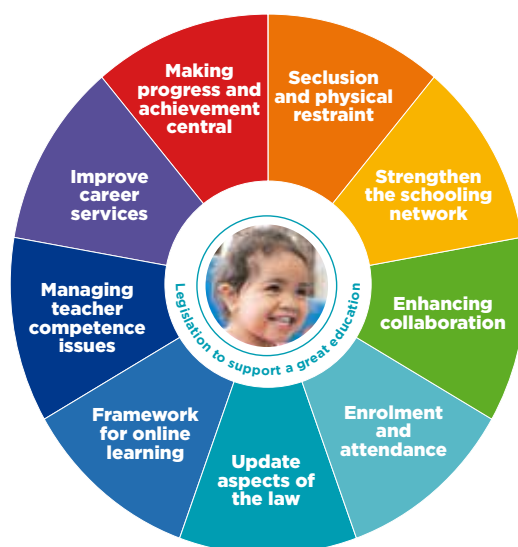 Making
progress and
achievement
central
Seclusion
and physical
restraint
Strengthen
the schooling
network
Enhancing
collaboration
Enrolment
and
attendance
Update
aspects of
the law
Framework
for online
learning
Managing
teacher
competence
issues
Improve
career
services
Legislation to support a great education